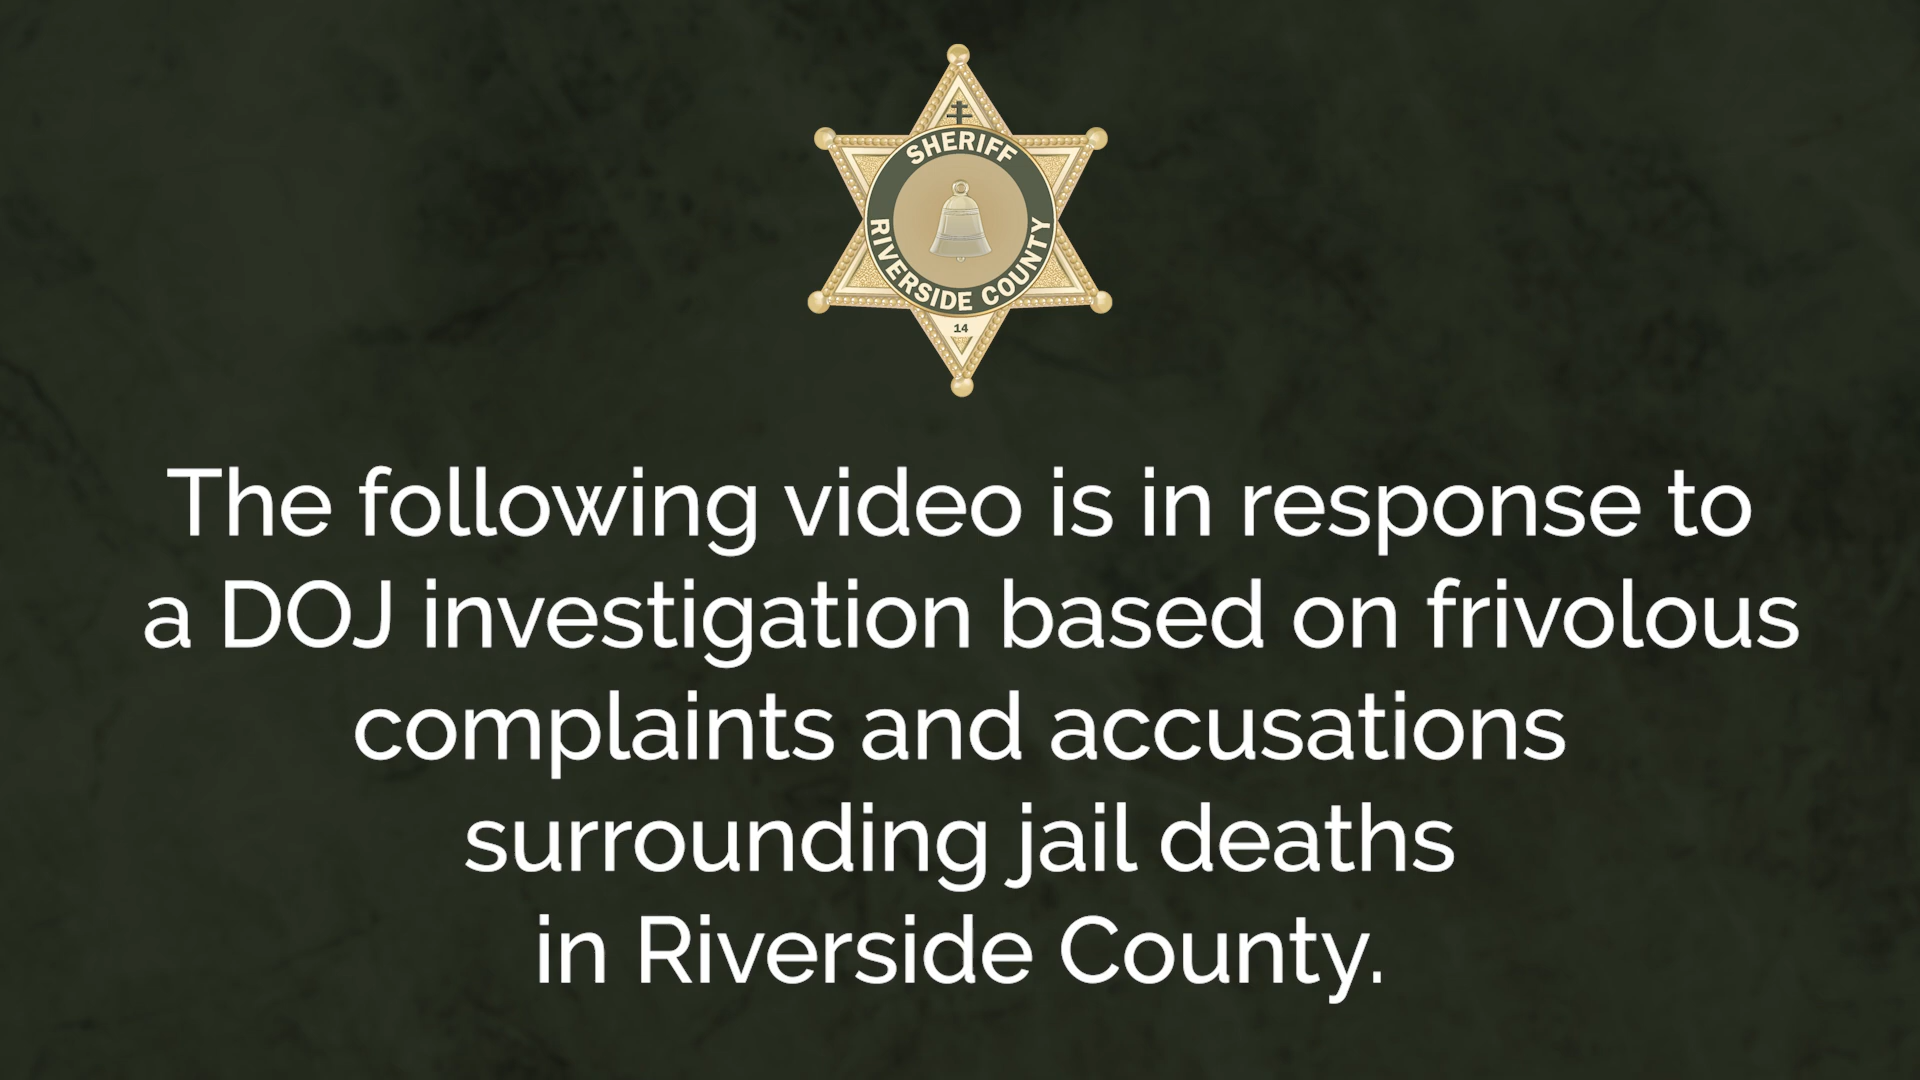 SHERIFF
RIVERSIDE COUNTY
14
The following video is in response to
a DOJ investigation based on frivolous
complaints and accusations
surrounding jail deaths
in Riverside County.